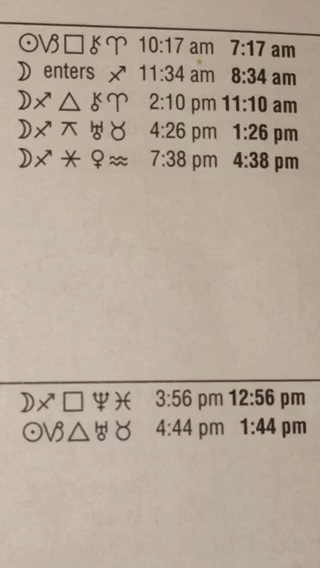 ☉♑□⚷♈ 10:17 am 7:17 am
☽ enters ♐ 11:34 am 8:34 am
☽♐△⚷♈ 2:10 pm 11:10 am
☽♐⚻♅♉ 4:26 pm 1:26 pm
☽♐⚹♀♒ 7:38 pm 4:38 pm
☽♐□♆♓ 3:56 pm 12:56 pm
☉♑△♅♉ 4:44 pm 1:44 pm